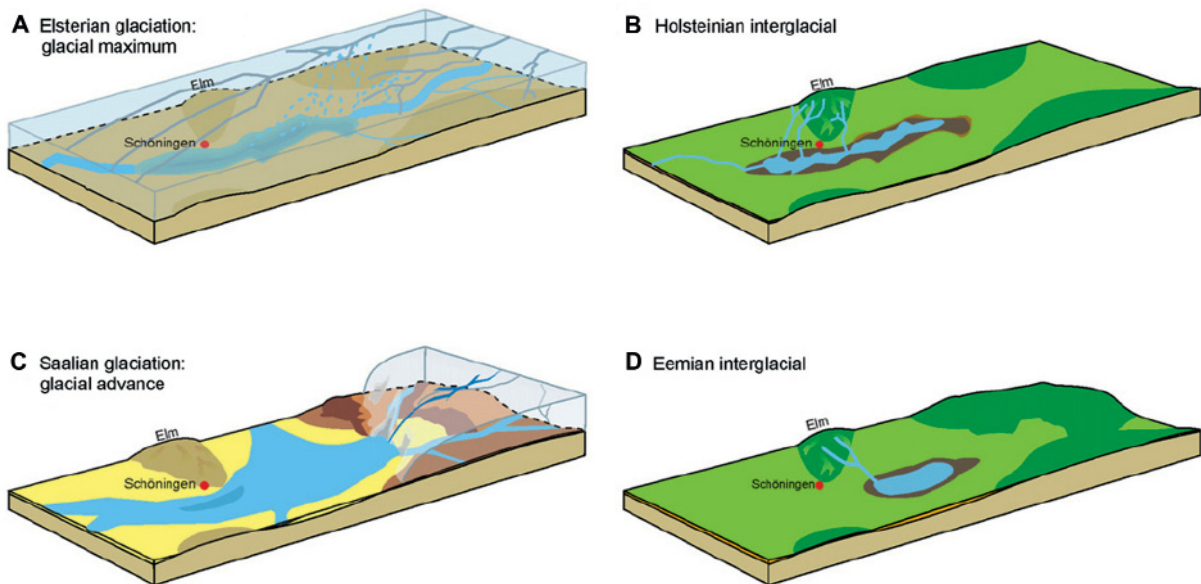 A Elsterian glaciation:
glacial maximum
Elm
Schöningen
B Holsteinian interglacial
Elm
Schöningen
C Saalian glaciation:
glacial advance
Elm
Schöningen
D Eemian interglacial
Elm
Schöningen